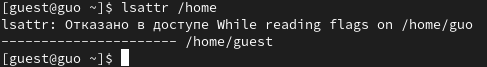 [guest@guo ~]$ lsattr /home
lsattr: Отказано в доступе While reading flags on /home/guo
---------------------- /home/guest
[guest@guo ~]$